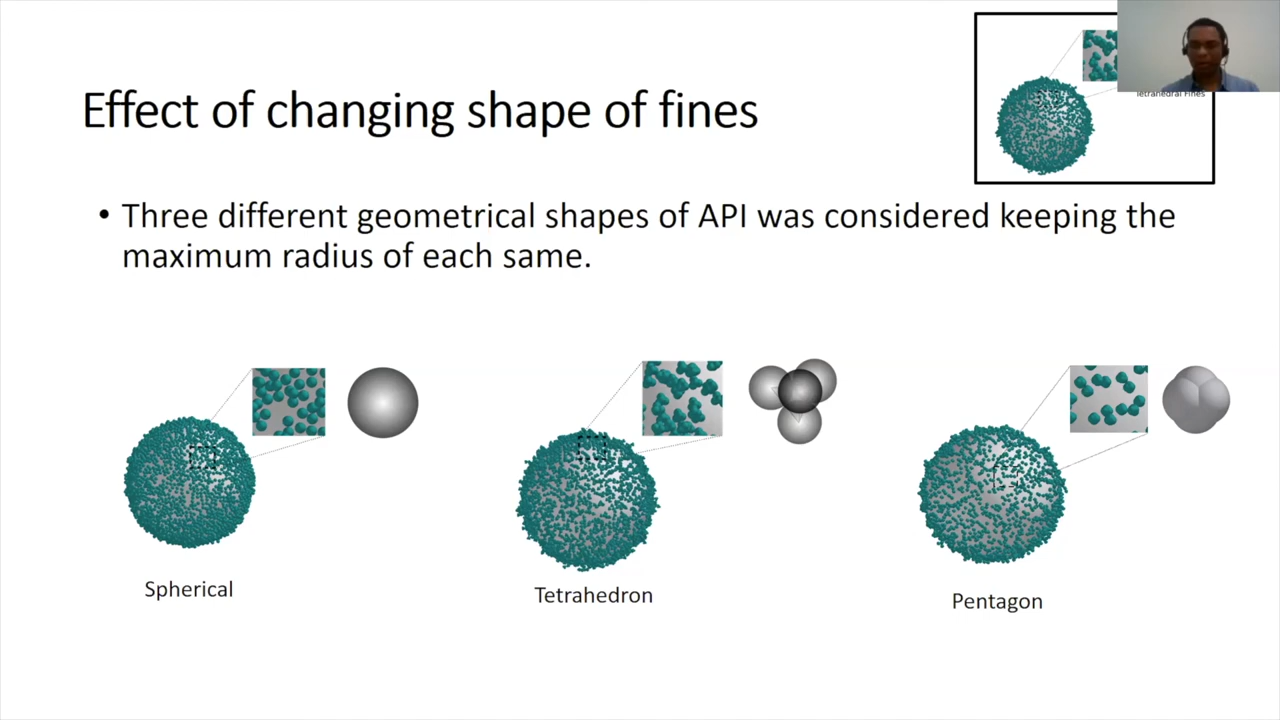 Effect of changing shape of fines
Tetrahedral Fines
• Three different geometrical shapes of API was considered keeping the
maximum radius of each same.
Spherical
Tetrahedron
Pentagon